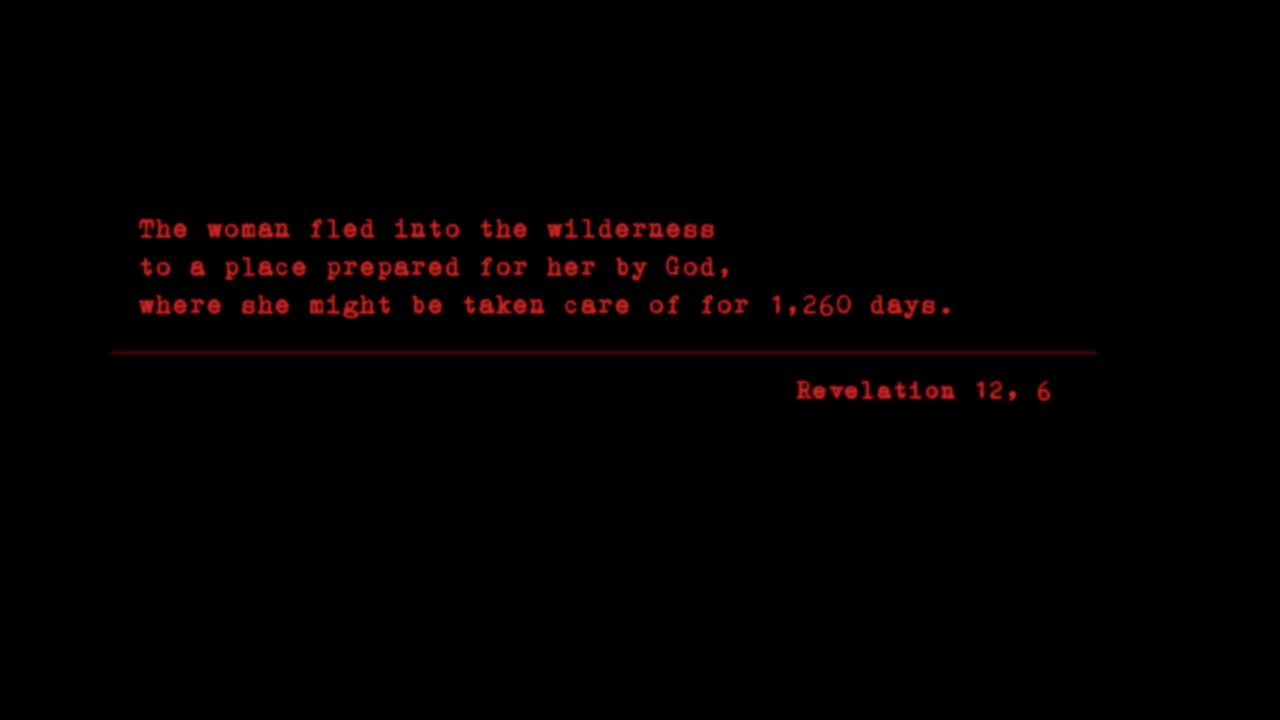 The woman fled into the wilderness
to a place prepared for her by God,
where she might be taken care of for 1,260 days.
Revelation 12, 6